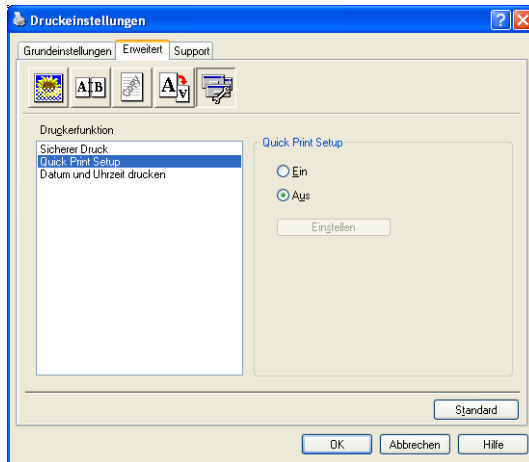 Druckeinstellungen
Grundeinstellungen Erweitert Support
A B
A A
Druckerfunktion
Sicherer Druck
Quick Print Setup
Datum und Uhrzeit drucken
Quick Print Setup
Ein
Aus
Einstellen
Standard
OK Abbrechen Hilfe